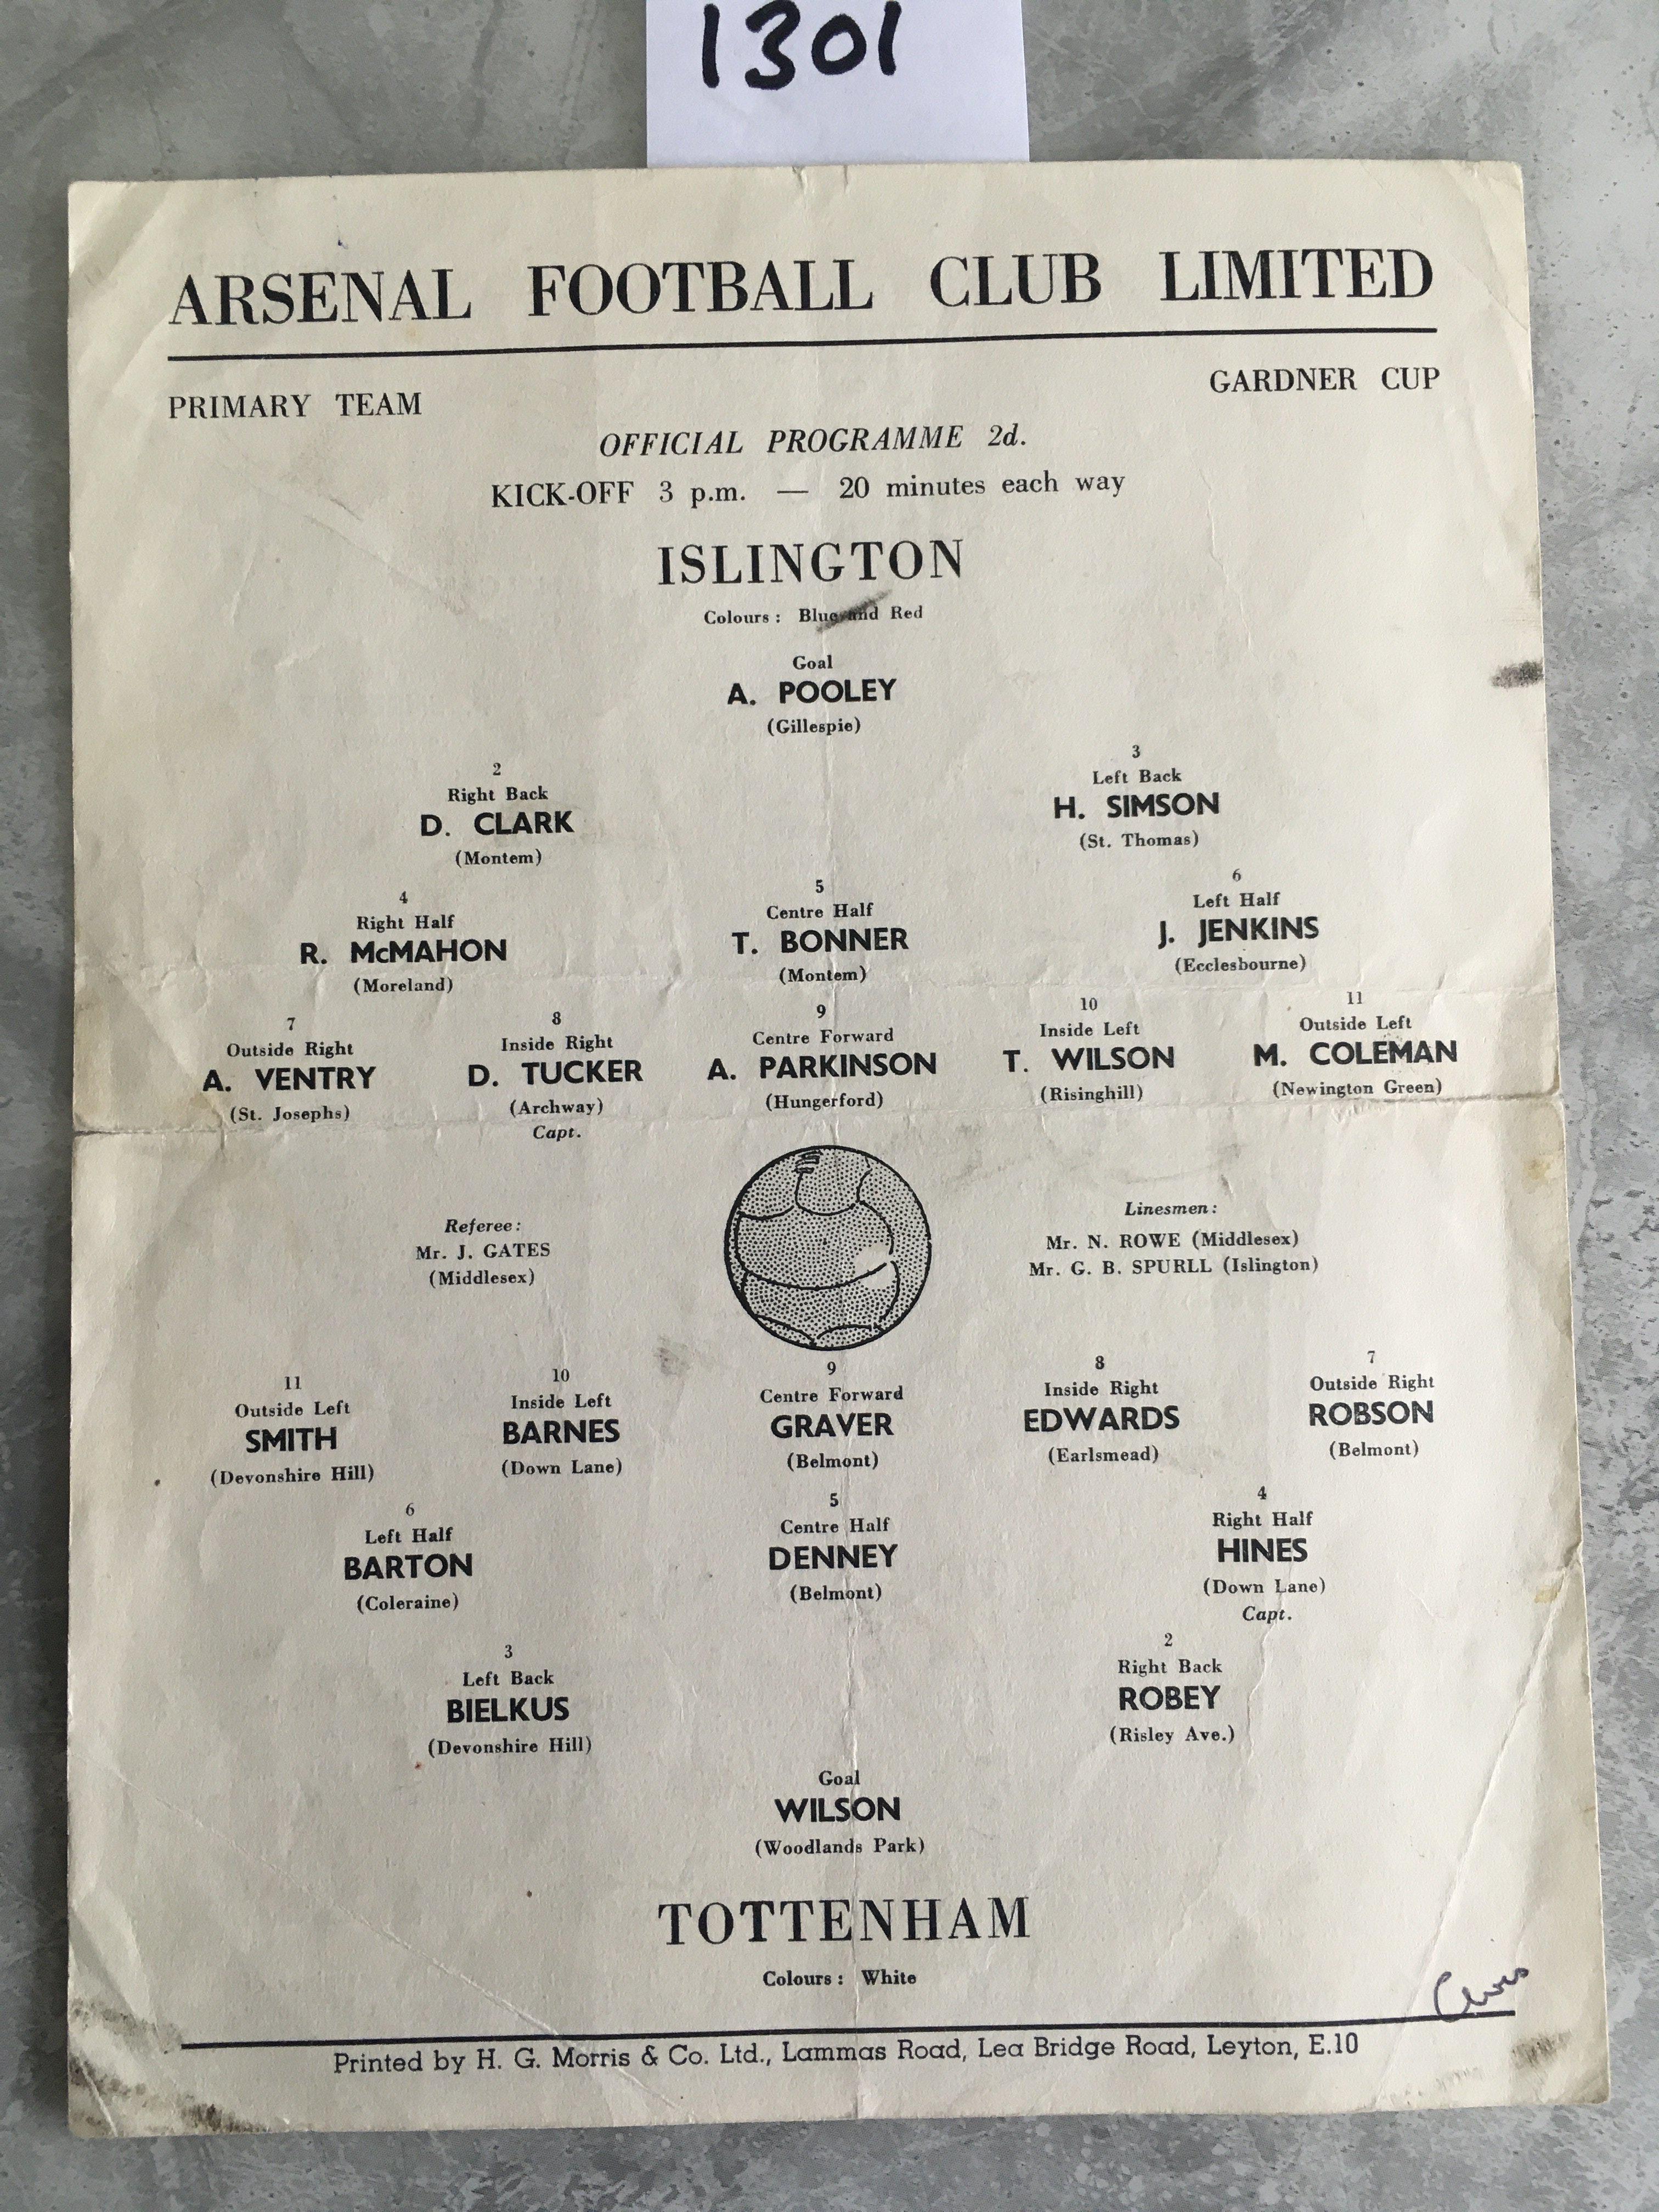 1301
ARSENAL FOOTBALL CLUB LIMITED
PRIMARY TEAM GARDNER CUP
OFFICIAL PROGRAMME 2d.
KICK-OFF 3 p.m. — 20 minutes each way
ISLINGTON
Colours : Blue and Red
Goal
A. POOLEY
(Gillespie)
2 3
Right Back Left Back
D. CLARK H. SIMSON
(Montem) (St. Thomas)
4 5 6
Right Half Centre Half Left Half
R. McMAHON T. BONNER J. JENKINS
(Moreland) (Montem) (Ecclesbourne)
7 8 9 10 11
Outside Right Inside Right Centre Forward Inside Left Outside Left
A. VENTRY D. TUCKER A. PARKINSON T. WILSON M. COLEMAN
(St. Josephs) (Archway) (Hungerford) (Risinghill) (Newington Green)
Capt.
Referee :
Mr. J. GATES
(Middlesex)
Linesmen :
Mr. N. ROWE (Middlesex)
Mr. G. B. SPURLL (Islington)
11 10 9 8 7
Outside Left Inside Left Centre Forward Inside Right Outside Right
SMITH BARNES GRAVER EDWARDS ROBSON
(Devonshire Hill) (Down Lane) (Belmont) (Earlsmead) (Belmont)
6 5 4
Left Half Centre Half Right Half
BARTON DENNEY HINES
(Coleraine) (Belmont) (Down Lane)
Capt.
3 2
Left Back Right Back
BIELKUS ROBEY
(Devonshire Hill) (Risley Ave.)
Goal
WILSON
(Woodlands Park)
TOTTENHAM
Colours : White
Printed by H. G. Morris & Co. Ltd., Lammas Road, Lea Bridge Road, Leyton, E.10